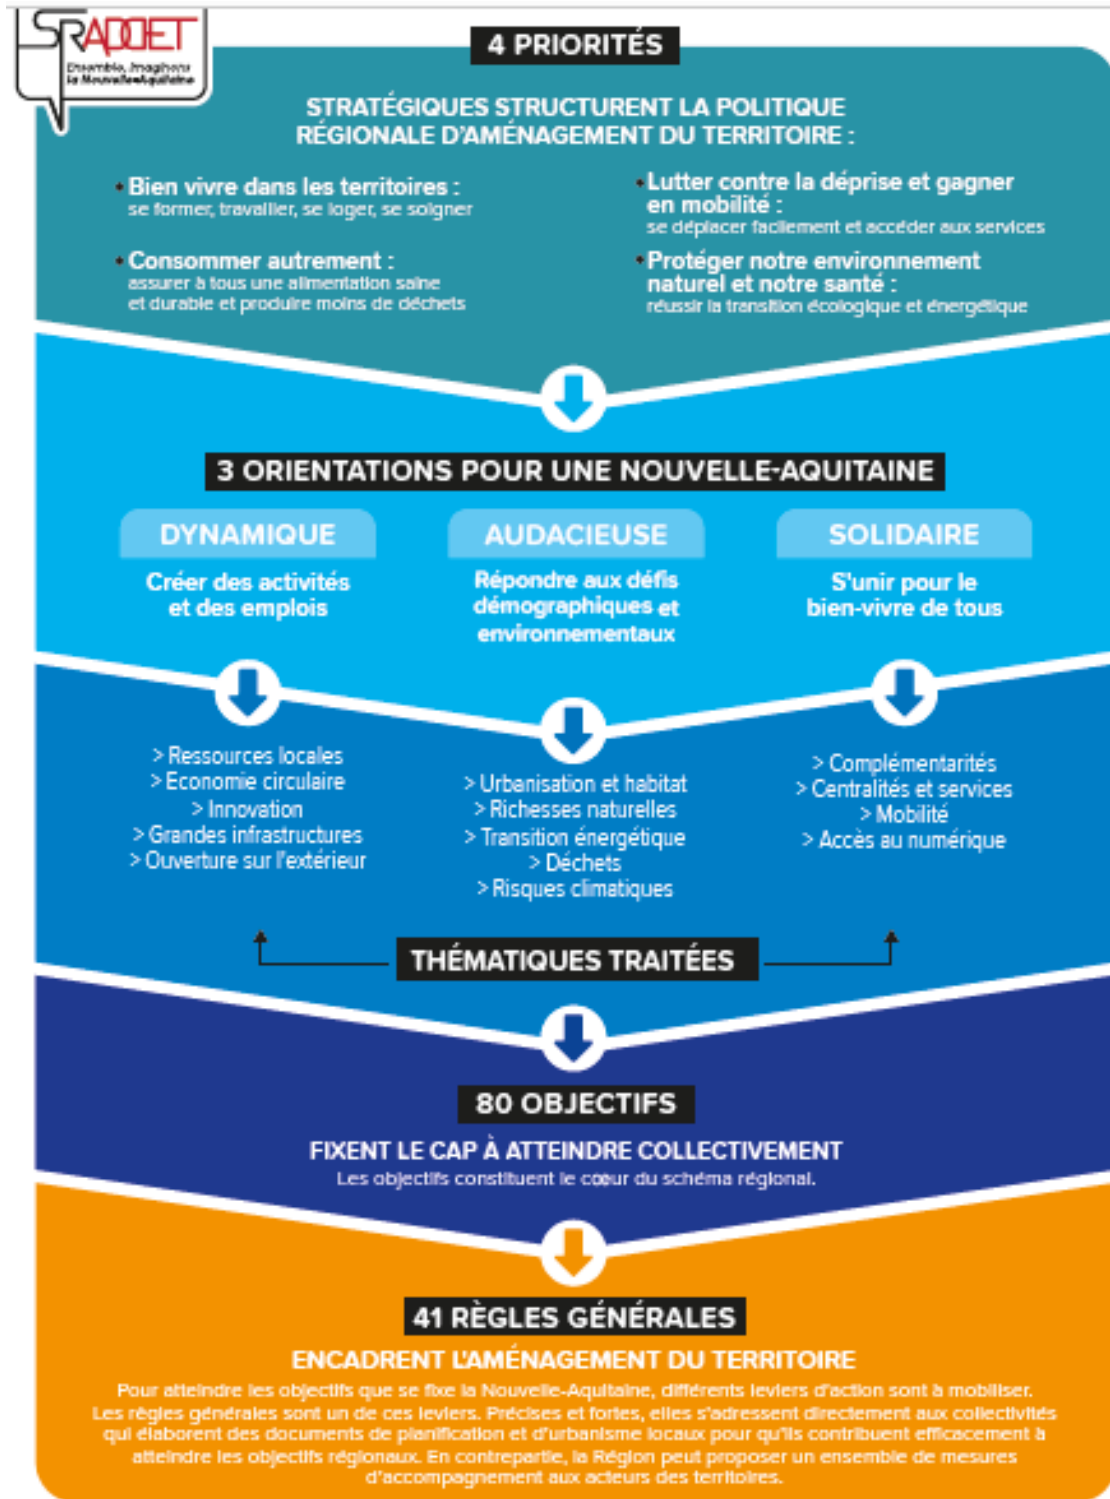 SRADDET
Ensemble, Imaginons
la Nouvelle-Aquitaine
4 PRIORITÉS
STRATÉGIQUES STRUCTURENT LA POLITIQUE
RÉGIONALE D'AMÉNAGEMENT DU TERRITOIRE :
• Bien vivre dans les territoires :
se former, travailler, se loger, se soigner
• Consommer autrement :
assurer à tous une alimentation saine
et durable et produire moins de déchets
• Lutter contre la déprise et gagner
en mobilité :
se déplacer facilement et accéder aux services
• Protéger notre environnement
naturel et notre santé :
réussir la transition écologique et énergétique
3 ORIENTATIONS POUR UNE NOUVELLE-AQUITAINE
DYNAMIQUE
Créer des activités
et des emplois
AUDACIEUSE
Répondre aux défis
démographiques et
environnementaux
SOLIDAIRE
S'unir pour le
bien-vivre de tous
> Ressources locales
> Economie circulaire
> Innovation
> Grandes infrastructures
> Ouverture sur l'extérieur
> Urbanisation et habitat
> Richesses naturelles
> Transition énergétique
> Déchets
> Risques climatiques
> Complémentarités
> Centralités et services
> Mobilité
> Accès au numérique
THÉMATIQUES TRAITÉES
80 OBJECTIFS
FIXENT LE CAP À ATTEINDRE COLLECTIVEMENT
Les objectifs constituent le cœur du schéma régional.
41 RÈGLES GÉNÉRALES
ENCADRENT L'AMÉNAGEMENT DU TERRITOIRE
Pour atteindre les objectifs que se fixe la Nouvelle-Aquitaine, différents leviers d'action sont à mobiliser.
Les règles générales sont un de ces leviers. Précises et fortes, elles s'adressent directement aux collectivités
qui élaborent des documents de planification et d'urbanisme locaux pour qu'ils contribuent efficacement à
atteindre les objectifs régionaux. En contrepartie, la Région peut proposer un ensemble de mesures
d'accompagnement aux acteurs des territoires.